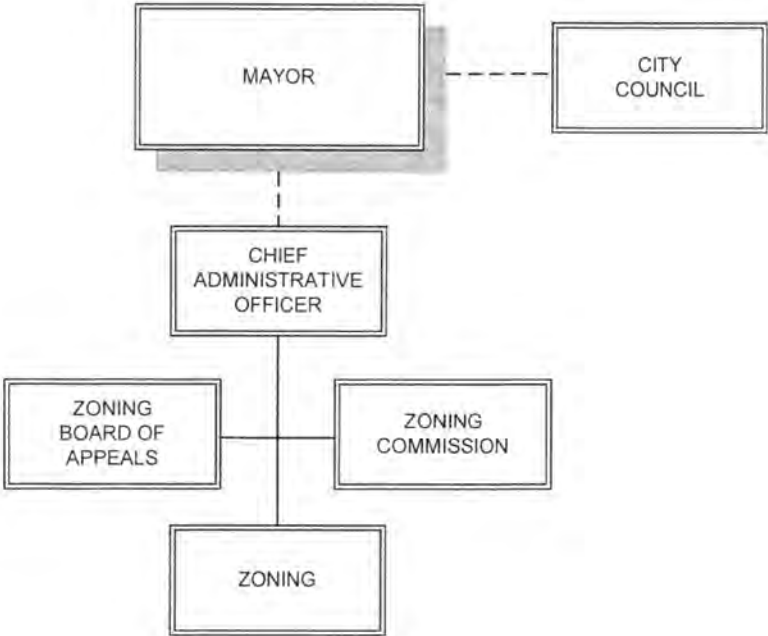 MAYOR
CITY
COUNCIL
CHIEF
ADMINISTRATIVE
OFFICER
ZONING
BOARD OF
APPEALS
ZONING
COMMISSION
ZONING